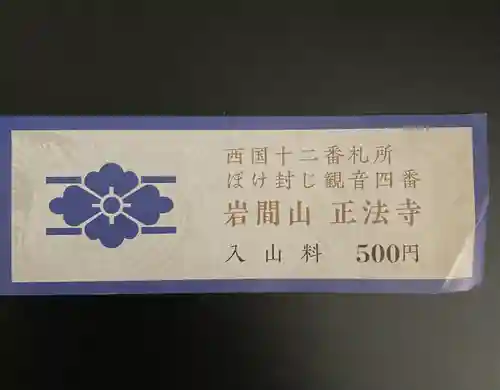 西国十二番札所
ぼけ封じ観音四番
岩間山 正法寺
入山料 500円